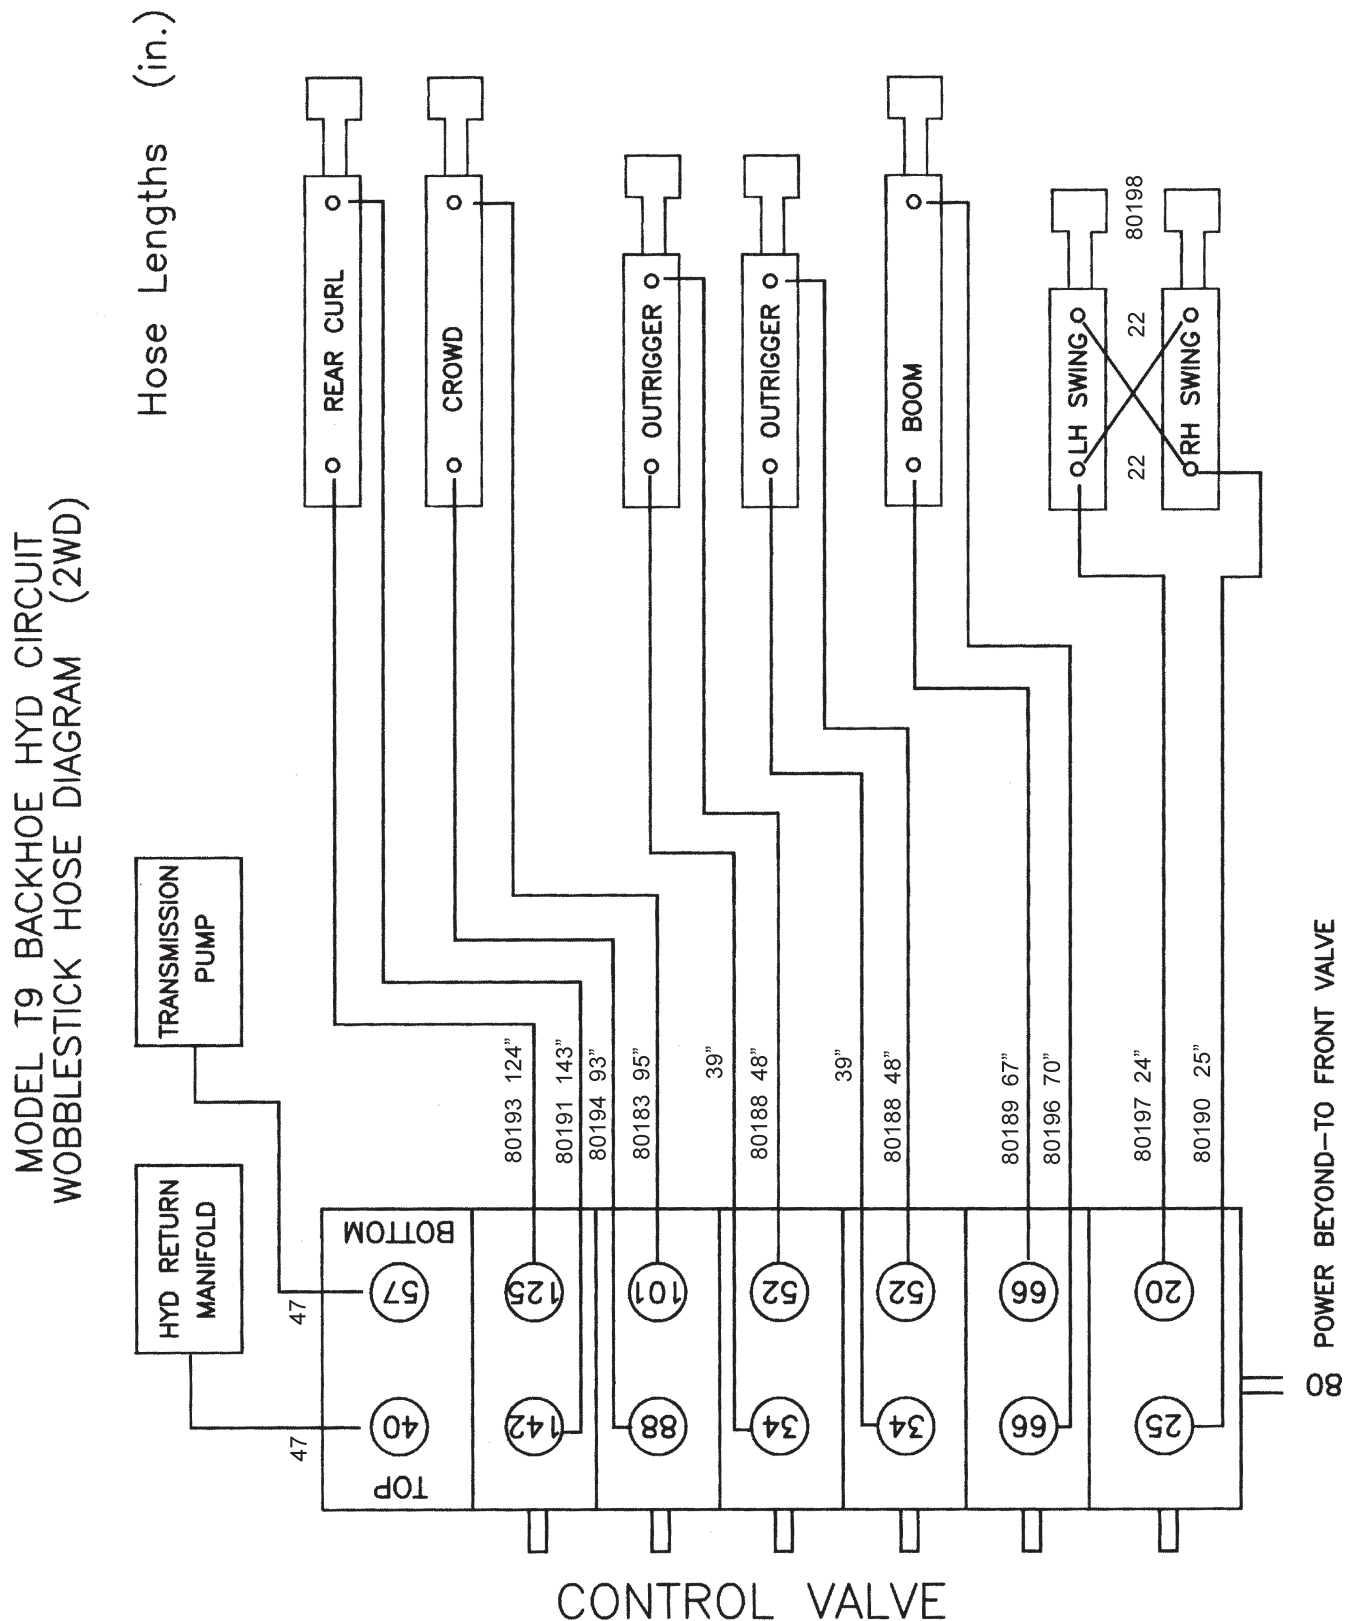 MODEL T9 BACKHOE HYD CIRCUIT
WOBBLESTICK HOSE DIAGRAM (2WD)
Hose Lengths (in.)
HYD RETURN
MANIFOLD
TRANSMISSION
PUMP
REAR CURL
CROWD
OUTRIGGER
OUTRIGGER
BOOM
LH SWING
RH SWING
22
22
80198
47
47
80193 124”
80191 143”
80194 93”
80183 95”
39”
80188 48”
39”
80188 48”
80189 67”
80196 70”
80197 24”
80190 25”
TOP
BOTTOM
40
57
142
125
88
101
34
52
34
52
66
66
25
20
80
POWER BEYOND-TO FRONT VALVE
CONTROL VALVE